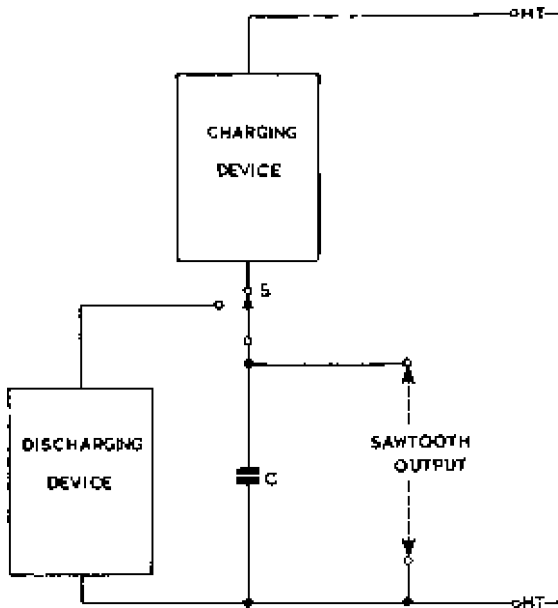 HT
CHARGING
DEVICE
S
DISCHARGING
DEVICE
C
SAWTOOTH
OUTPUT
HT